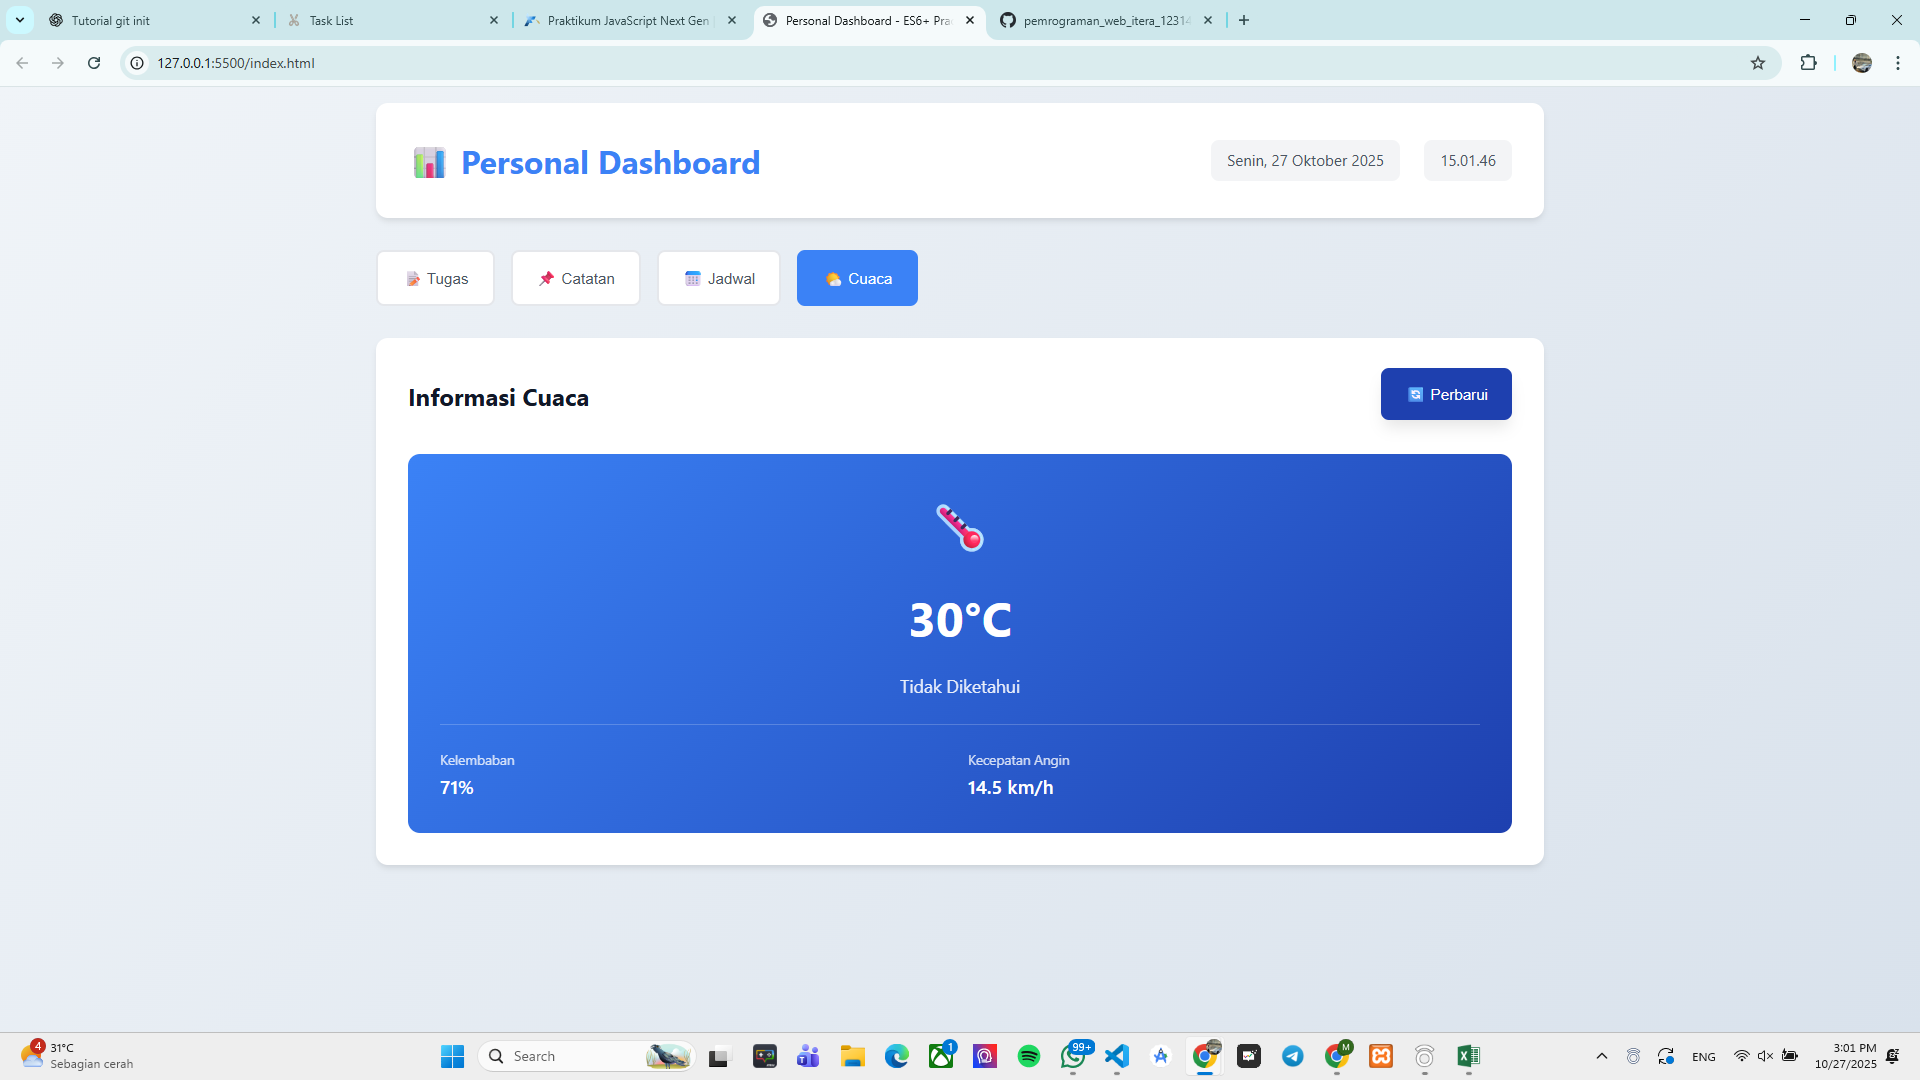 Tutorial git init
Task List
Praktikum JavaScript Next Gen
Personal Dashboard - ES6+ Pra
pemrograman_web_itera_12314
127.0.0.1:5500/index.html
Personal Dashboard
Senin, 27 Oktober 2025
15.01.46
Tugas
Catatan
Jadwal
Cuaca
Informasi Cuaca
Perbarui
30°C
Tidak Diketahui
Kelembaban
71%
Kecepatan Angin
14.5 km/h
4
31°C
Sebagian cerah
Search
1
99+
M
ENG
3:01 PM
10/27/2025